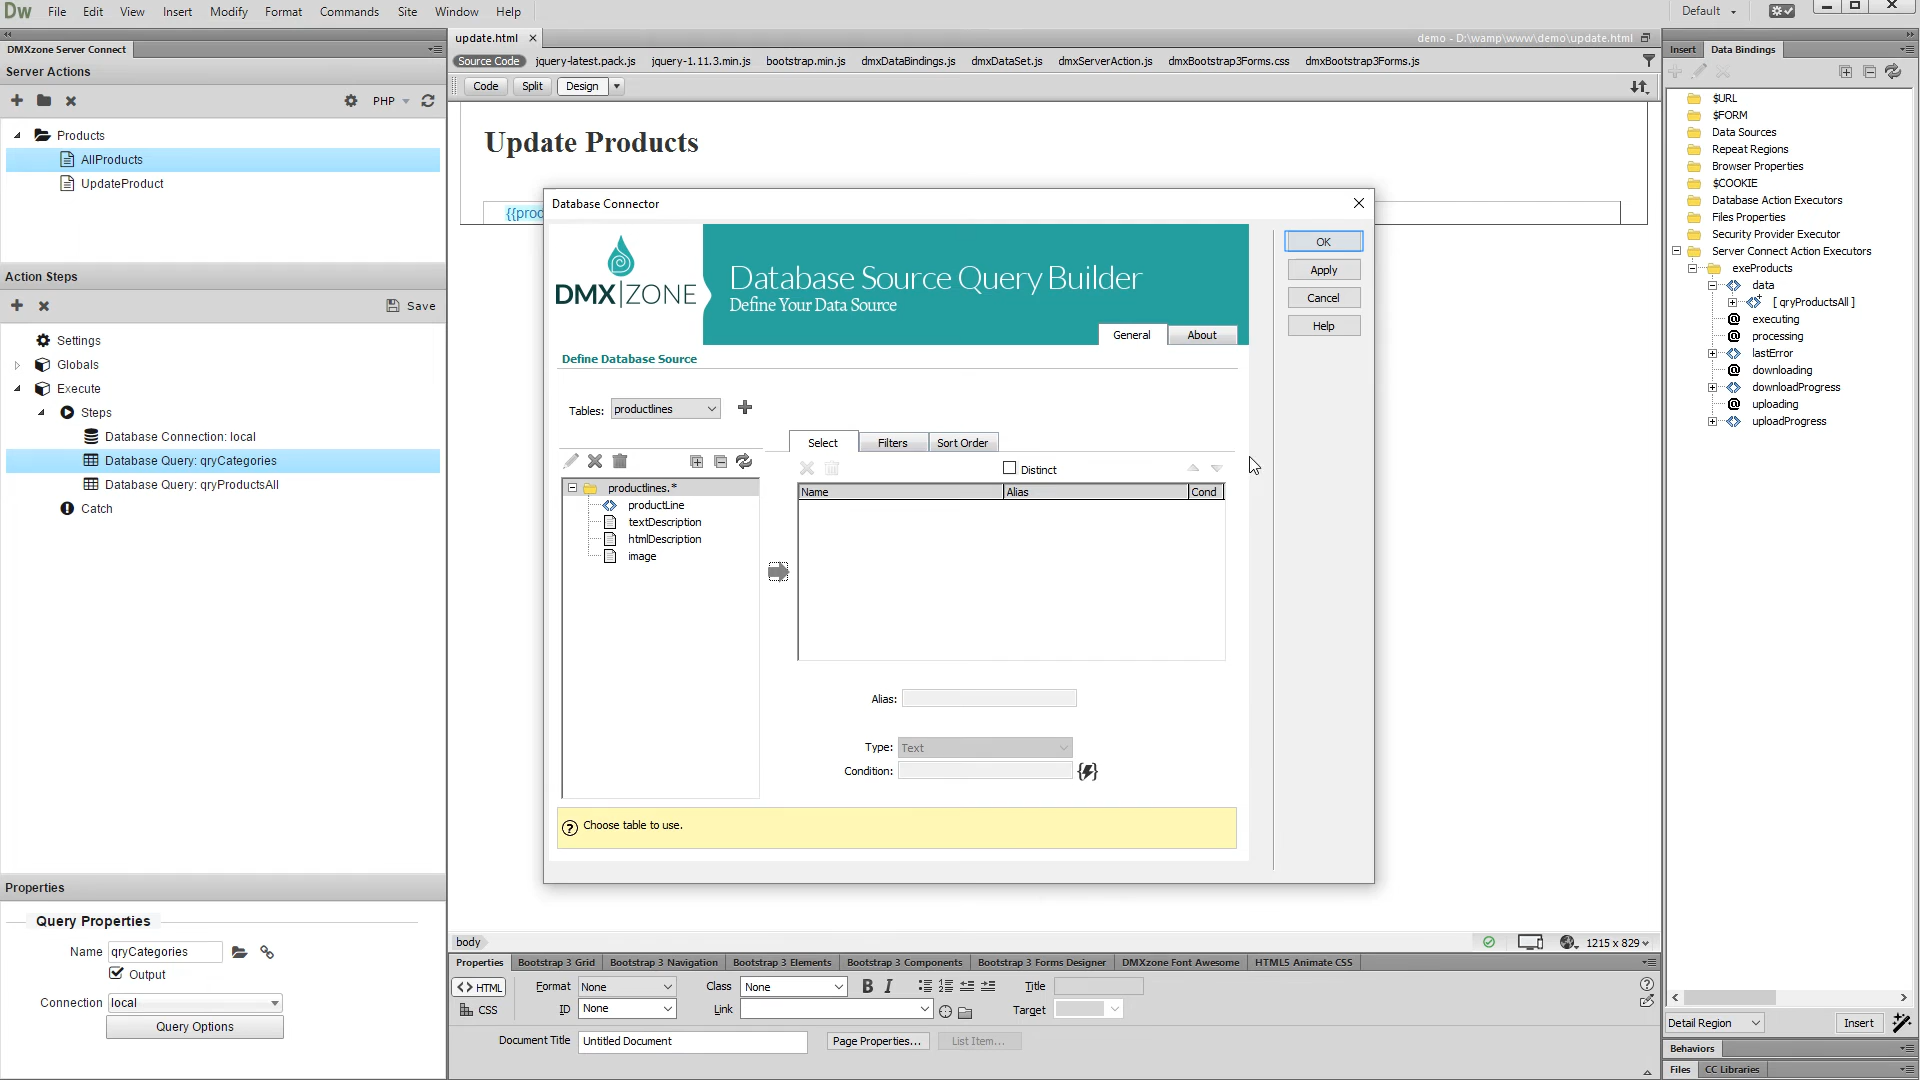 Dw File Edit View Insert Modify Format Commands Site Window Help Default
DMXzone Server Connect
Server Actions
PHP
Products
AllProducts
UpdateProduct
Action Steps
Save
Settings
Globals
Execute
Steps
Database Connection: local
Database Query: qryCategories
Database Query: qryProductsAll
Catch
Properties
Query Properties
Name qryCategories
Output
Connection local
Query Options
update.html demo - D:\wamp\www\demo\update.html
Source Code jquery-latest.pack.js jquery-1.11.3.min.js bootstrap.min.js dmxDataBindings.js dmxDataSet.js dmxServerAction.js dmxBootstrap3Forms.css dmxBootstrap3Forms.js
Code Split Design
Update Products
{{prod
Database Connector
DMX|ZONE
Database Source Query Builder
Define Your Data Source
General About
Define Database Source
Tables: productlines
Select Filters Sort Order
Distinct
Name Alias Cond
productlines.*
productLine
textDescription
htmlDescription
image
Alias:
Type: Text
Condition:
Choose table to use.
OK
Apply
Cancel
Help
body 1215 x 829
Properties Bootstrap 3 Grid Bootstrap 3 Navigation Bootstrap 3 Elements Bootstrap 3 Components Bootstrap 3 Forms Designer DMXzone Font Awesome HTML5 Animate CSS
<> HTML Format None Class None B I Title
CSS ID None Link Target
Document Title Untitled Document Page Properties... List Item...
Insert Data Bindings
$URL
$FORM
Data Sources
Repeat Regions
Browser Properties
$COOKIE
Database Action Executors
Files Properties
Security Provider Executor
Server Connect Action Executors
exeProducts
data
[ qryProductsAll ]
executing
processing
lastError
downloading
downloadProgress
uploading
uploadProgress
Detail Region Insert
Behaviors
Files CC Libraries